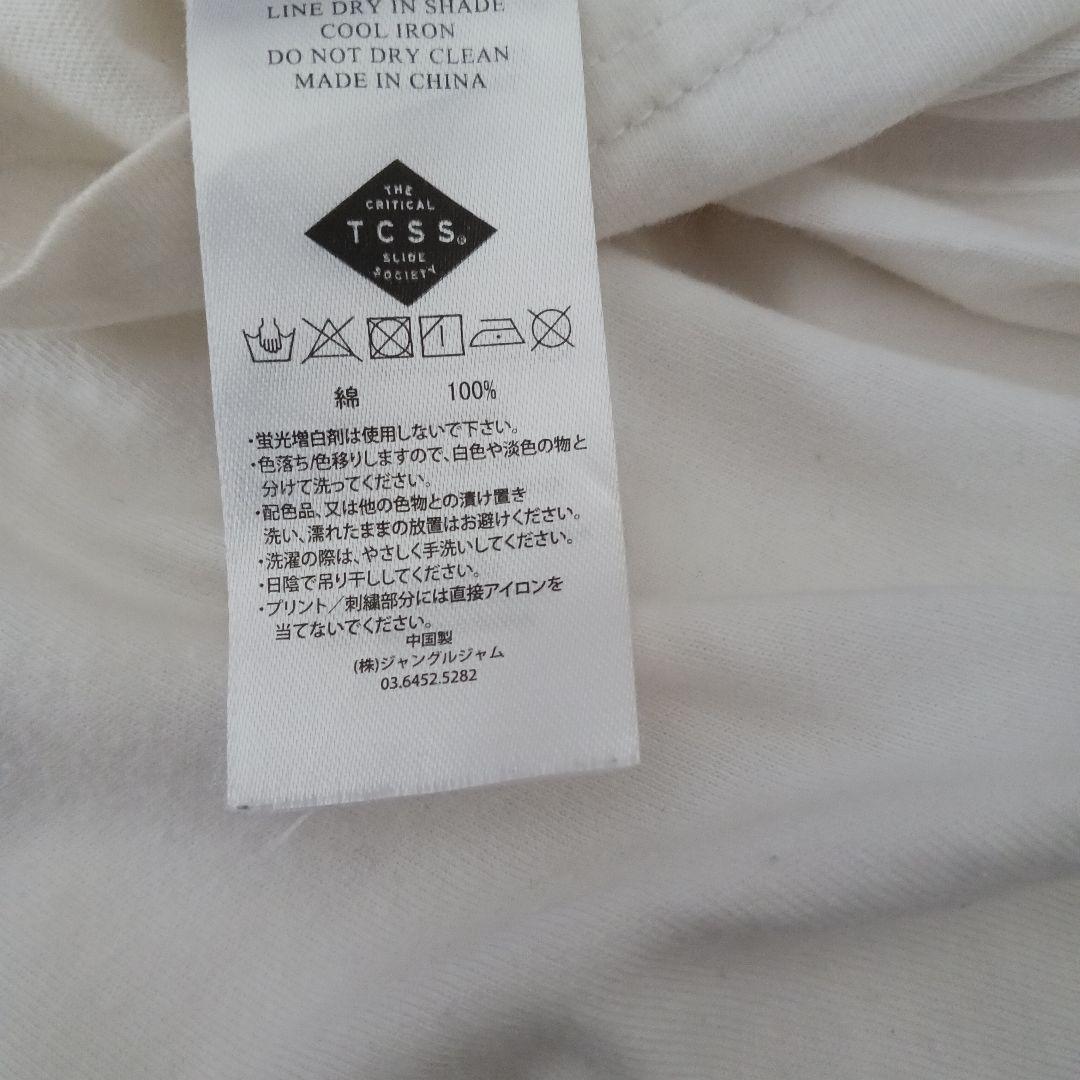 LINE DRY IN SHADE
COOL IRON
DO NOT DRY CLEAN
MADE IN CHINA
THE
CRITICAL
TCSS®
SLIDE
SOCIETY
綿 100%
・蛍光増白剤は使用しないで下さい。
・色落ち/色移りしますので、白色や淡色の物と
分けて洗ってください。
・配色品、又は他の色物との漬け置き
洗い、濡れたままの放置はお避けください。
・洗濯の際は、やさしく手洗いしてください。
・日陰で吊り干ししてください。
・プリント／刺繍部分には直接アイロンを
当てないでください。
中国製
(株)ジャングルジャム
03.6452.5282